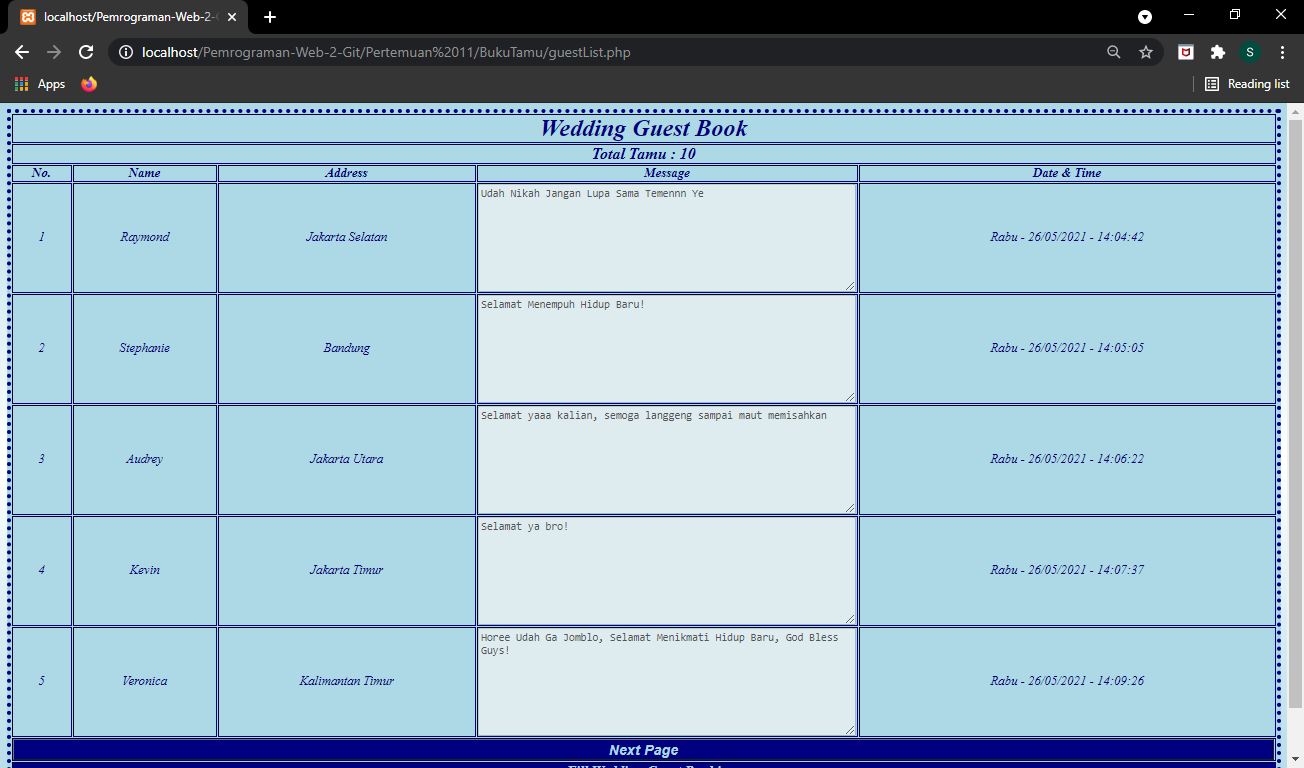 localhost/Pemrograman-Web-2-
localhost/Pemrograman-Web-2-Git/Pertemuan%2011/BukuTamu/guestList.php
S
Apps
Reading list
Wedding Guest Book
Total Tamu : 10
No. Name Address Message Date & Time
1 Raymond Jakarta Selatan Udah Nikah Jangan Lupa Sama Temennn Ye Rabu - 26/05/2021 - 14:04:42
2 Stephanie Bandung Selamat Menempuh Hidup Baru! Rabu - 26/05/2021 - 14:05:05
3 Audrey Jakarta Utara Selamat yaaa kalian, semoga langgeng sampai maut memisahkan Rabu - 26/05/2021 - 14:06:22
4 Kevin Jakarta Timur Selamat ya bro! Rabu - 26/05/2021 - 14:07:37
5 Veronica Kalimantan Timur Horee Udah Ga Jomblo, Selamat Menikmati Hidup Baru, God Bless
Guys! Rabu - 26/05/2021 - 14:09:26
Next Page